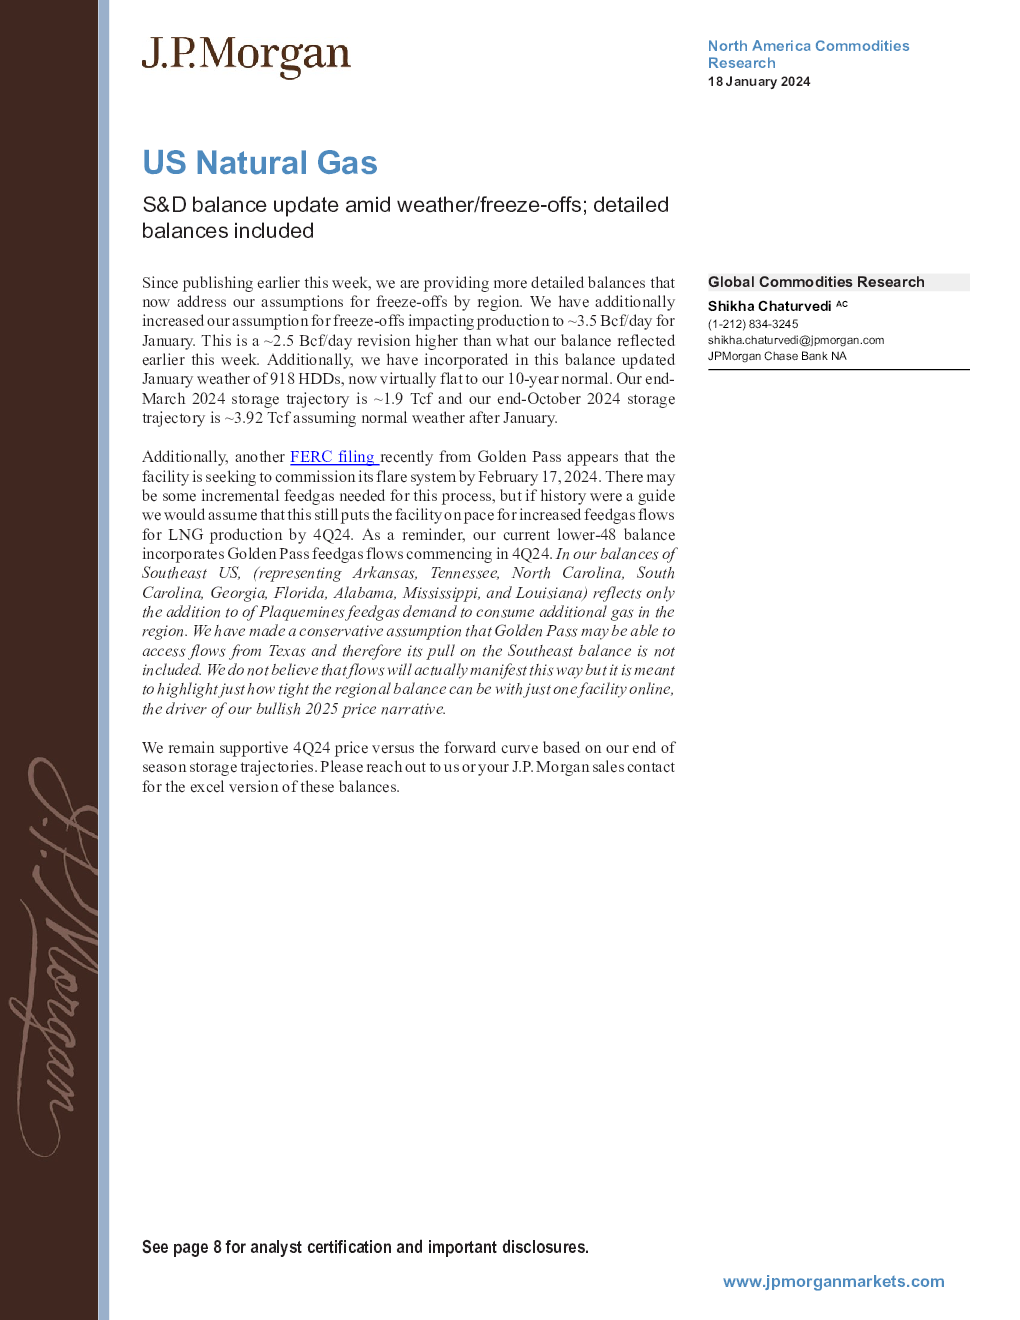 J.P.Morgan
North America Commodities
Research
18 January 2024
US Natural Gas
S&D balance update amid weather/freeze-offs; detailed
balances included
Since publishing earlier this week, we are providing more detailed balances that
now address our assumptions for freeze-offs by region. We have additionally
increased our assumption for freeze-offs impacting production to ~3.5 Bcf/day for
January. This is a ~2.5 Bcf/day revision higher than what our balance reflected
earlier this week. Additionally, we have incorporated in this balance updated
January weather of 918 HDDs, now virtually flat to our 10-year normal. Our end-
March 2024 storage trajectory is ~1.9 Tcf and our end-October 2024 storage
trajectory is ~3.92 Tcf assuming normal weather after January.
Additionally, another FERC filing recently from Golden Pass appears that the
facility is seeking to commission its flare system by February 17, 2024. There may
be some incremental feedgas needed for this process, but if history were a guide
we would assume that this still puts the facility on pace for increased feedgas flows
for LNG production by 4Q24. As a reminder, our current lower-48 balance
incorporates Golden Pass feedgas flows commencing in 4Q24. In our balances of
Southeast US, (representing Arkansas, Tennessee, North Carolina, South
Carolina, Georgia, Florida, Alabama, Mississippi, and Louisiana) reflects only
the addition to of Plaquemines feedgas demand to consume additional gas in the
region. We have made a conservative assumption that Golden Pass may be able to
access flows from Texas and therefore its pull on the Southeast balance is not
included. We do not believe that flows will actually manifest this way but it is meant
to highlight just how tight the regional balance can be with just one facility online,
the driver of our bullish 2025 price narrative.
We remain supportive 4Q24 price versus the forward curve based on our end of
season storage trajectories. Please reach out to us or your J.P. Morgan sales contact
for the excel version of these balances.
Global Commodities Research
Shikha Chaturvedi AC
(1-212) 834-3245
shikha.chaturvedi@jpmorgan.com
JPMorgan Chase Bank NA
J.P. Morgan
See page 8 for analyst certification and important disclosures.
www.jpmorganmarkets.com